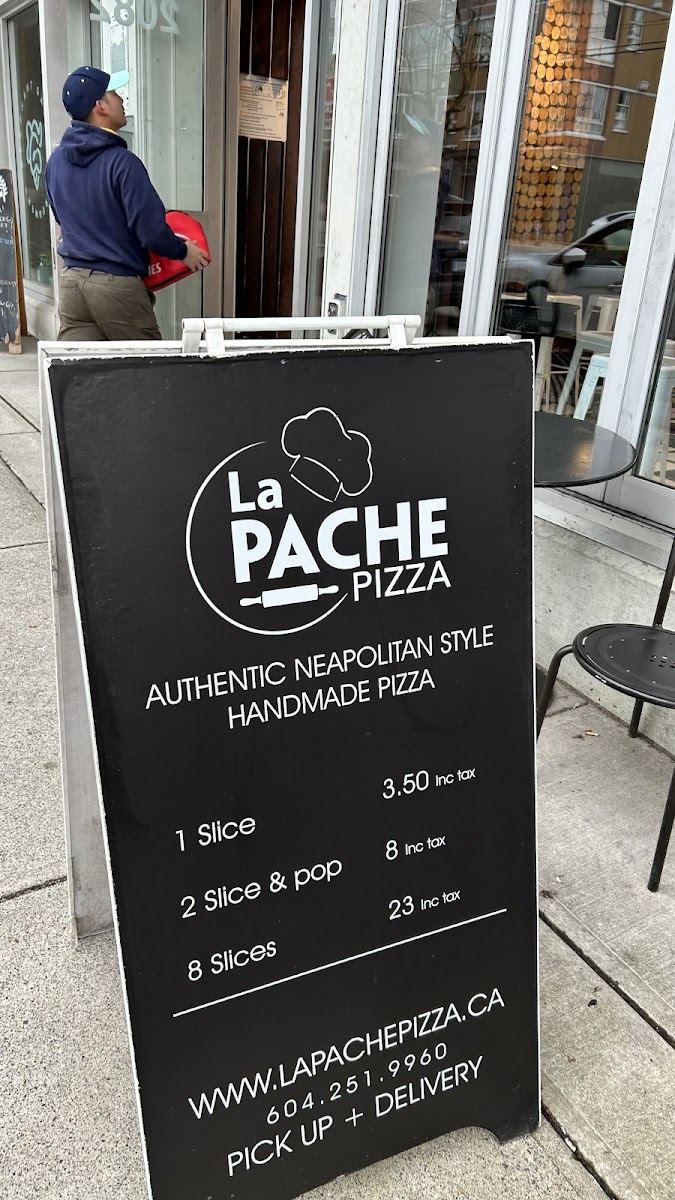 2082
La
PACHE
PIZZA
AUTHENTIC NEAPOLITAN STYLE
HANDMADE PIZZA
1 Slice 3.50 Inc tax
2 Slice & pop 8 Inc tax
8 Slices 23 Inc tax
WWW.LAPACHEPIZZA.CA
604.251.9960
PICK UP + DELIVERY